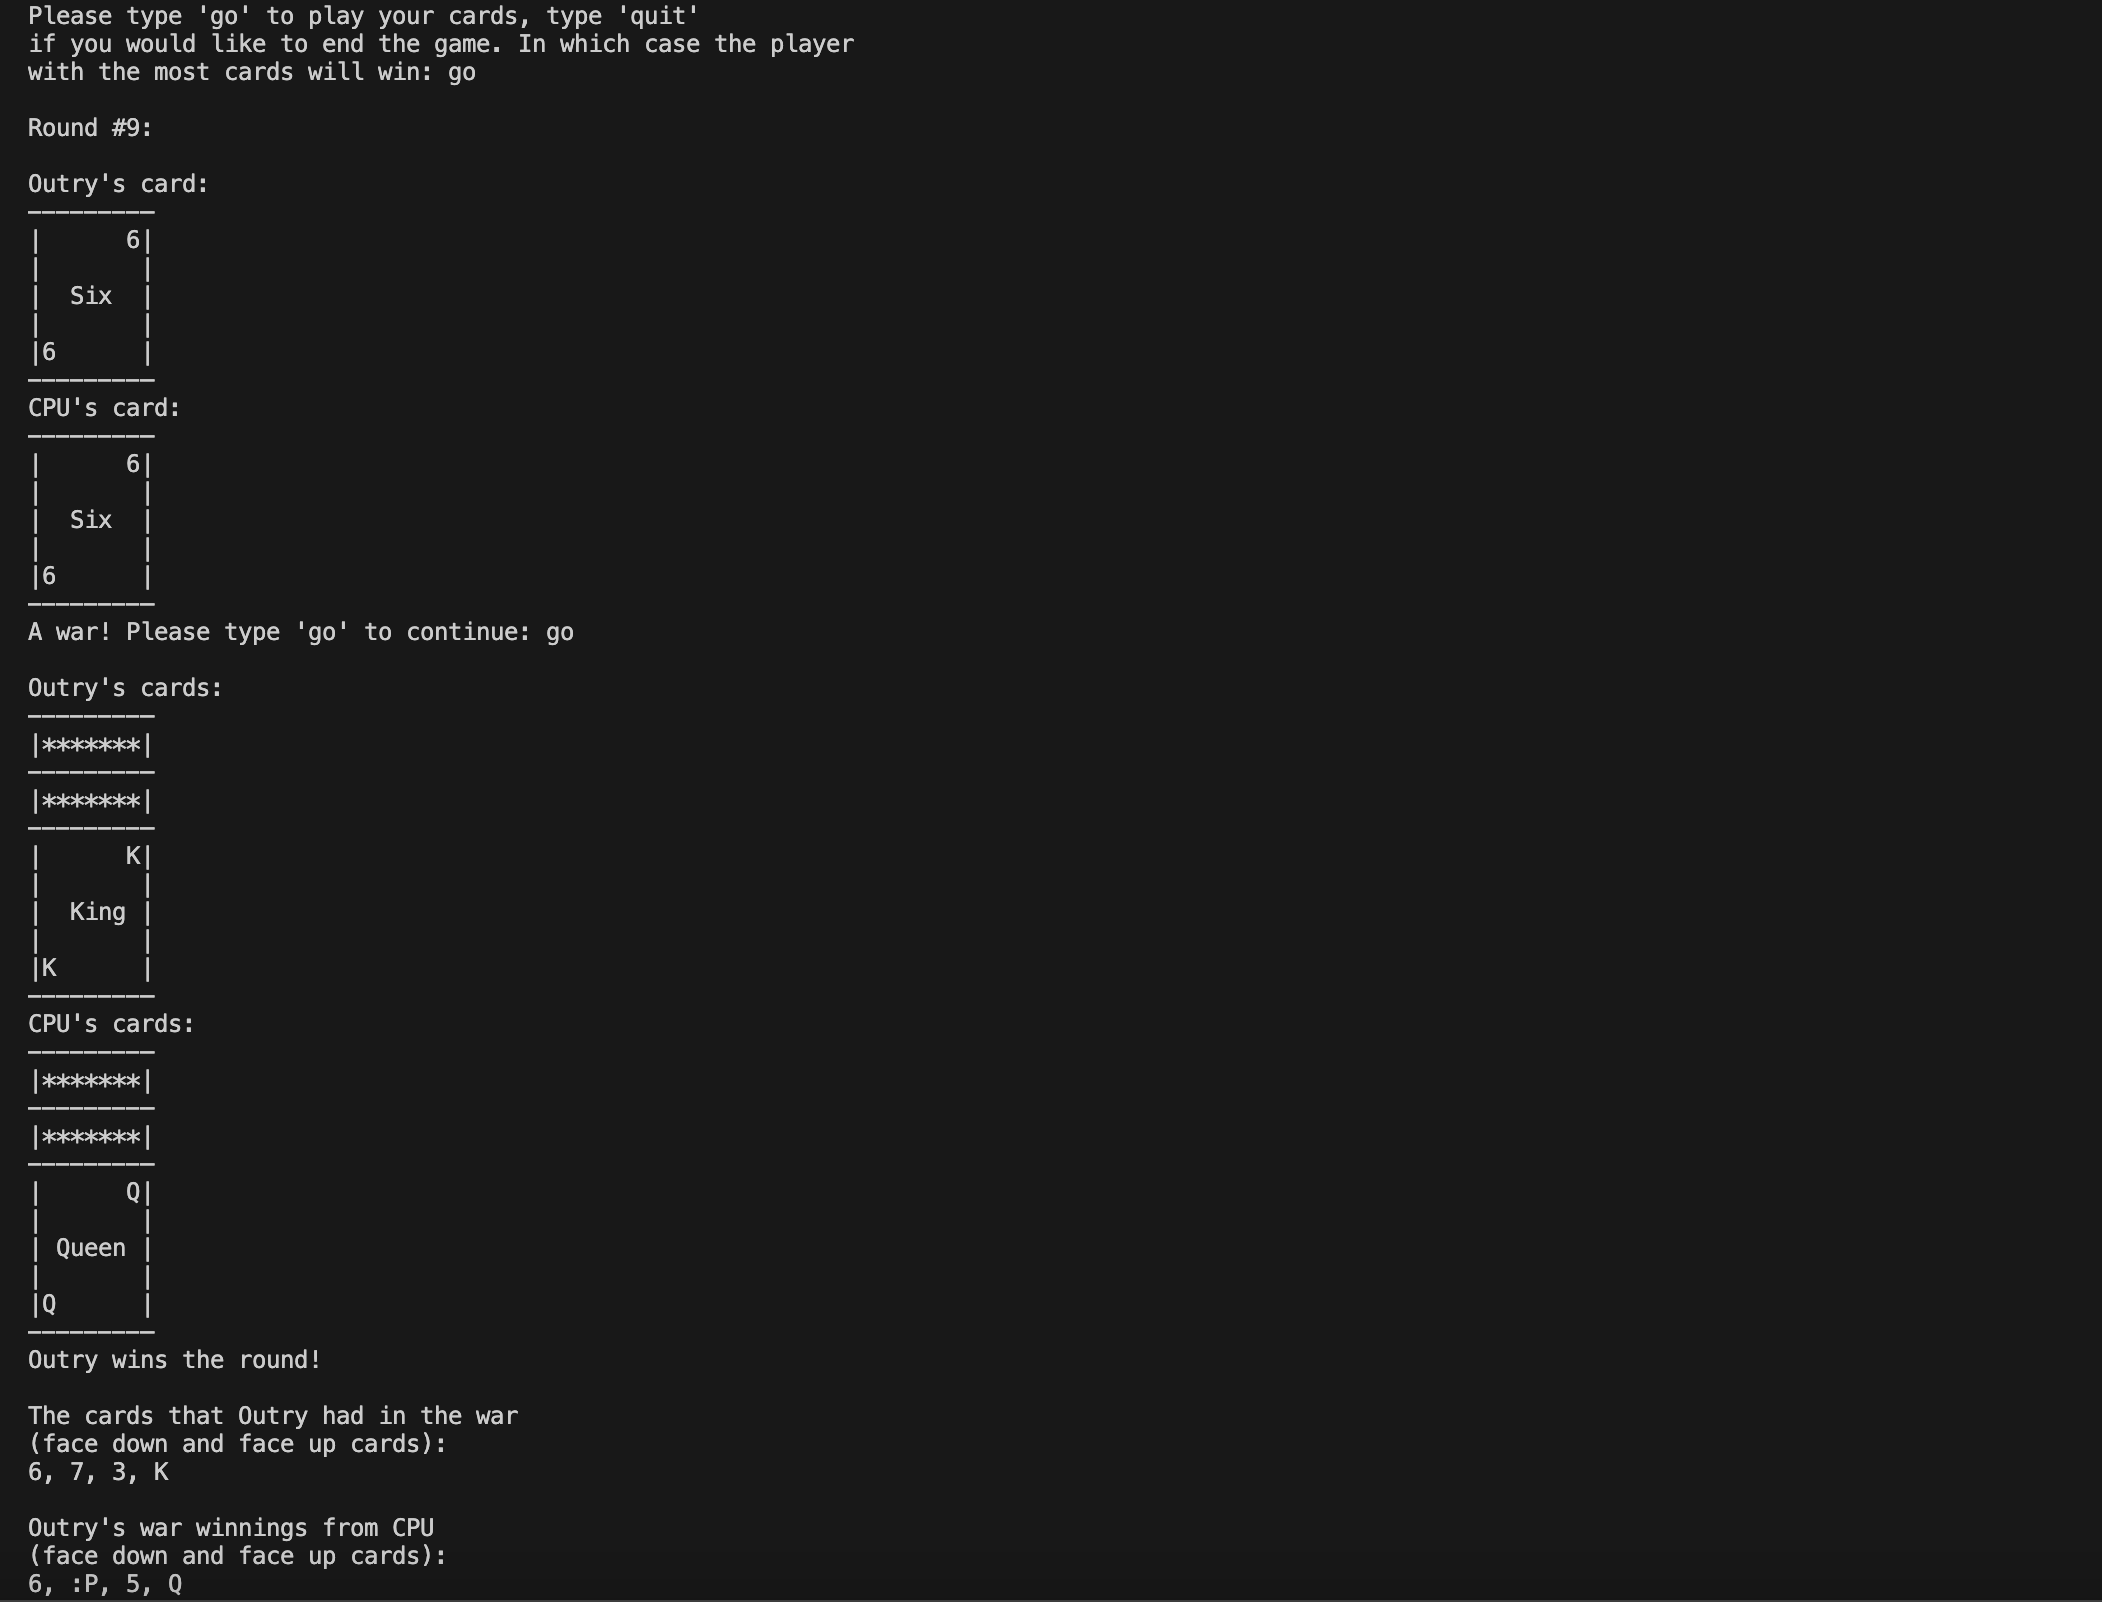 Please type 'go' to play your cards, type 'quit'
if you would like to end the game. In which case the player
with the most cards will win: go

Round #9:

Outry's card:
---------
|      6|
|       |
|  Six  |
|       |
|6      |
---------
CPU's card:
---------
|      6|
|       |
|  Six  |
|       |
|6      |
---------
A war! Please type 'go' to continue: go

Outry's cards:
---------
|*******|
---------
|*******|
---------
|      K|
|       |
|  King |
|       |
|K      |
---------
CPU's cards:
---------
|*******|
---------
|*******|
---------
|      Q|
|       |
| Queen |
|       |
|Q      |
---------
Outry wins the round!

The cards that Outry had in the war
(face down and face up cards):
6, 7, 3, K

Outry's war winnings from CPU
(face down and face up cards):
6, :P, 5, Q